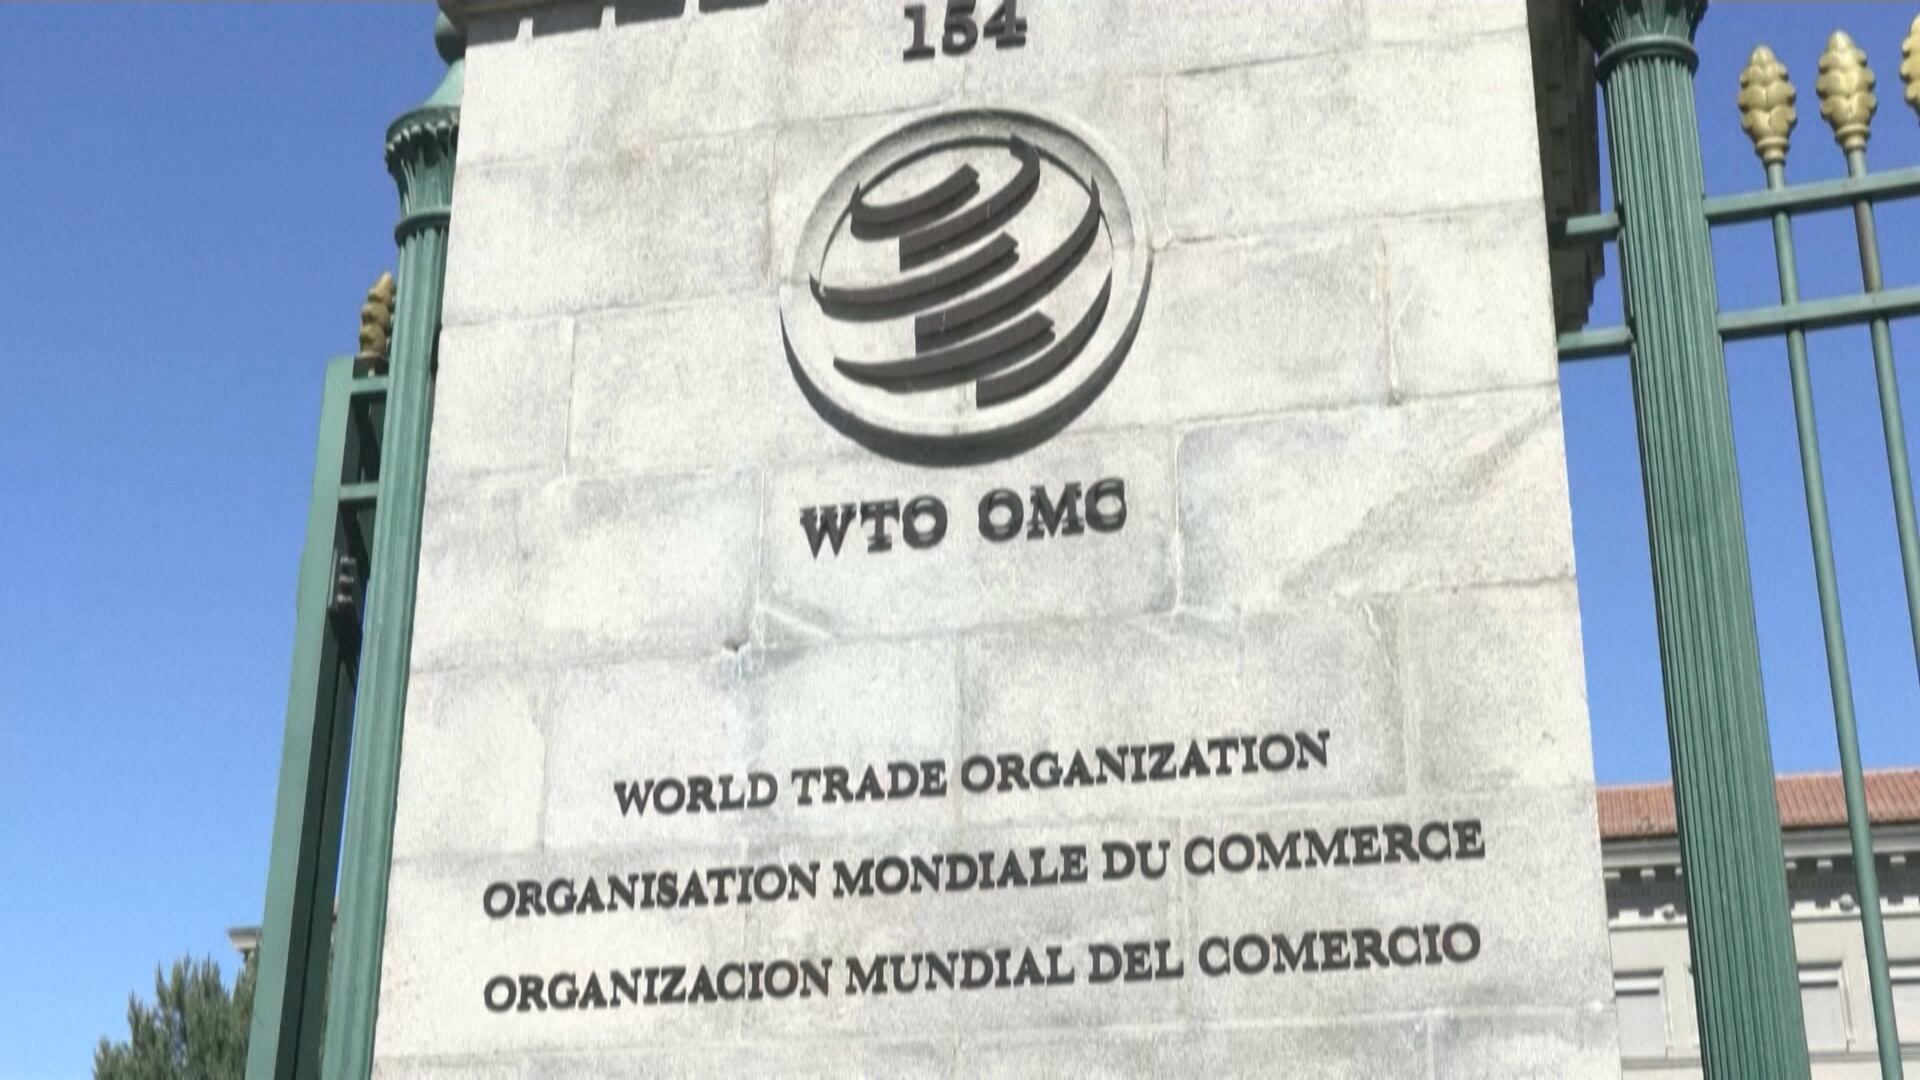 154
WTO OMC
WORLD TRADE ORGANIZATION
ORGANISATION MONDIALE DU COMMERCE
ORGANIZACION MUNDIAL DEL COMERCIO